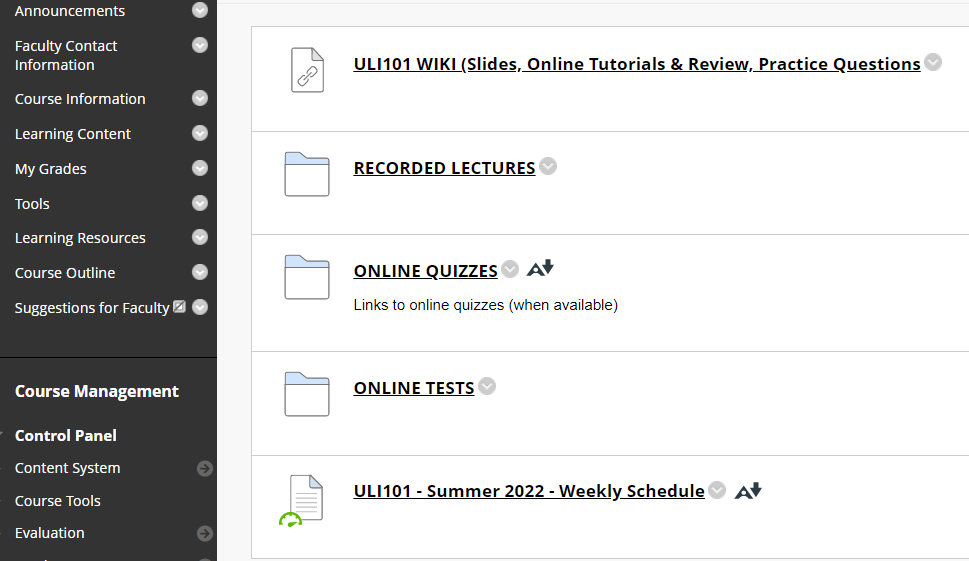 Announcements
Faculty Contact
Information
Course Information
Learning Content
My Grades
Tools
Learning Resources
Course Outline
Suggestions for Faculty
Course Management
Control Panel
Content System
Course Tools
Evaluation
ULI101 WIKI (Slides, Online Tutorials & Review, Practice Questions
RECORDED LECTURES
ONLINE QUIZZES
Links to online quizzes (when available)
ONLINE TESTS
ULI101 - Summer 2022 - Weekly Schedule